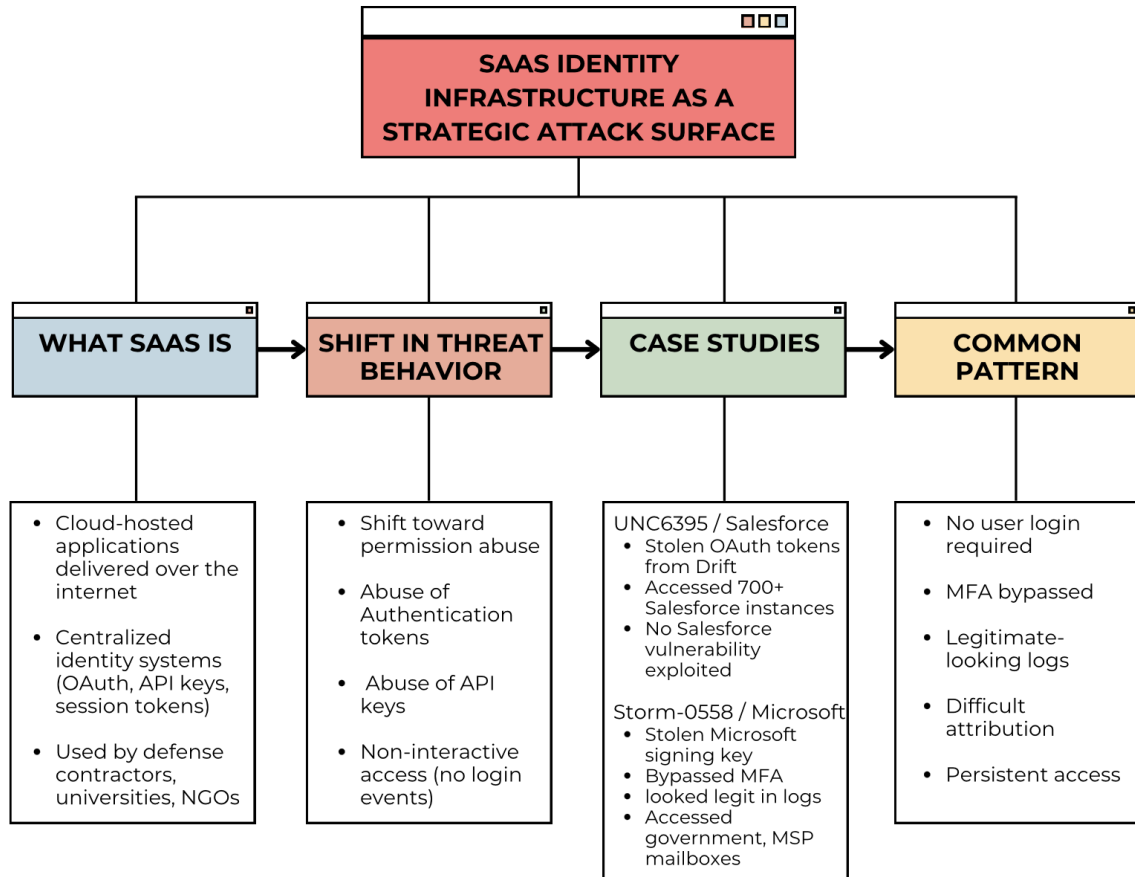 SAAS IDENTITY
INFRASTRUCTURE AS A
STRATEGIC ATTACK SURFACE
WHAT SAAS IS
SHIFT IN THREAT
BEHAVIOR
CASE STUDIES
COMMON
PATTERN
• Cloud-hosted
applications
delivered over the
internet
• Centralized
identity systems
(OAuth, API keys,
session tokens)
• Used by defense
contractors,
universities, NGOs
• Shift toward
permission abuse
• Abuse of
Authentication
tokens
• Abuse of API
keys
• Non-interactive
access (no login
events)
UNC6395 / Salesforce
• Stolen OAuth tokens
from Drift
• Accessed 700+
Salesforce instances
• No Salesforce
vulnerability
exploited
Storm-0558 / Microsoft
• Stolen Microsoft
signing key
• Bypassed MFA
• looked legit in logs
• Accessed
government, MSP
mailboxes
• No user login
required
• MFA bypassed
• Legitimate-
looking logs
• Difficult
attribution
• Persistent access